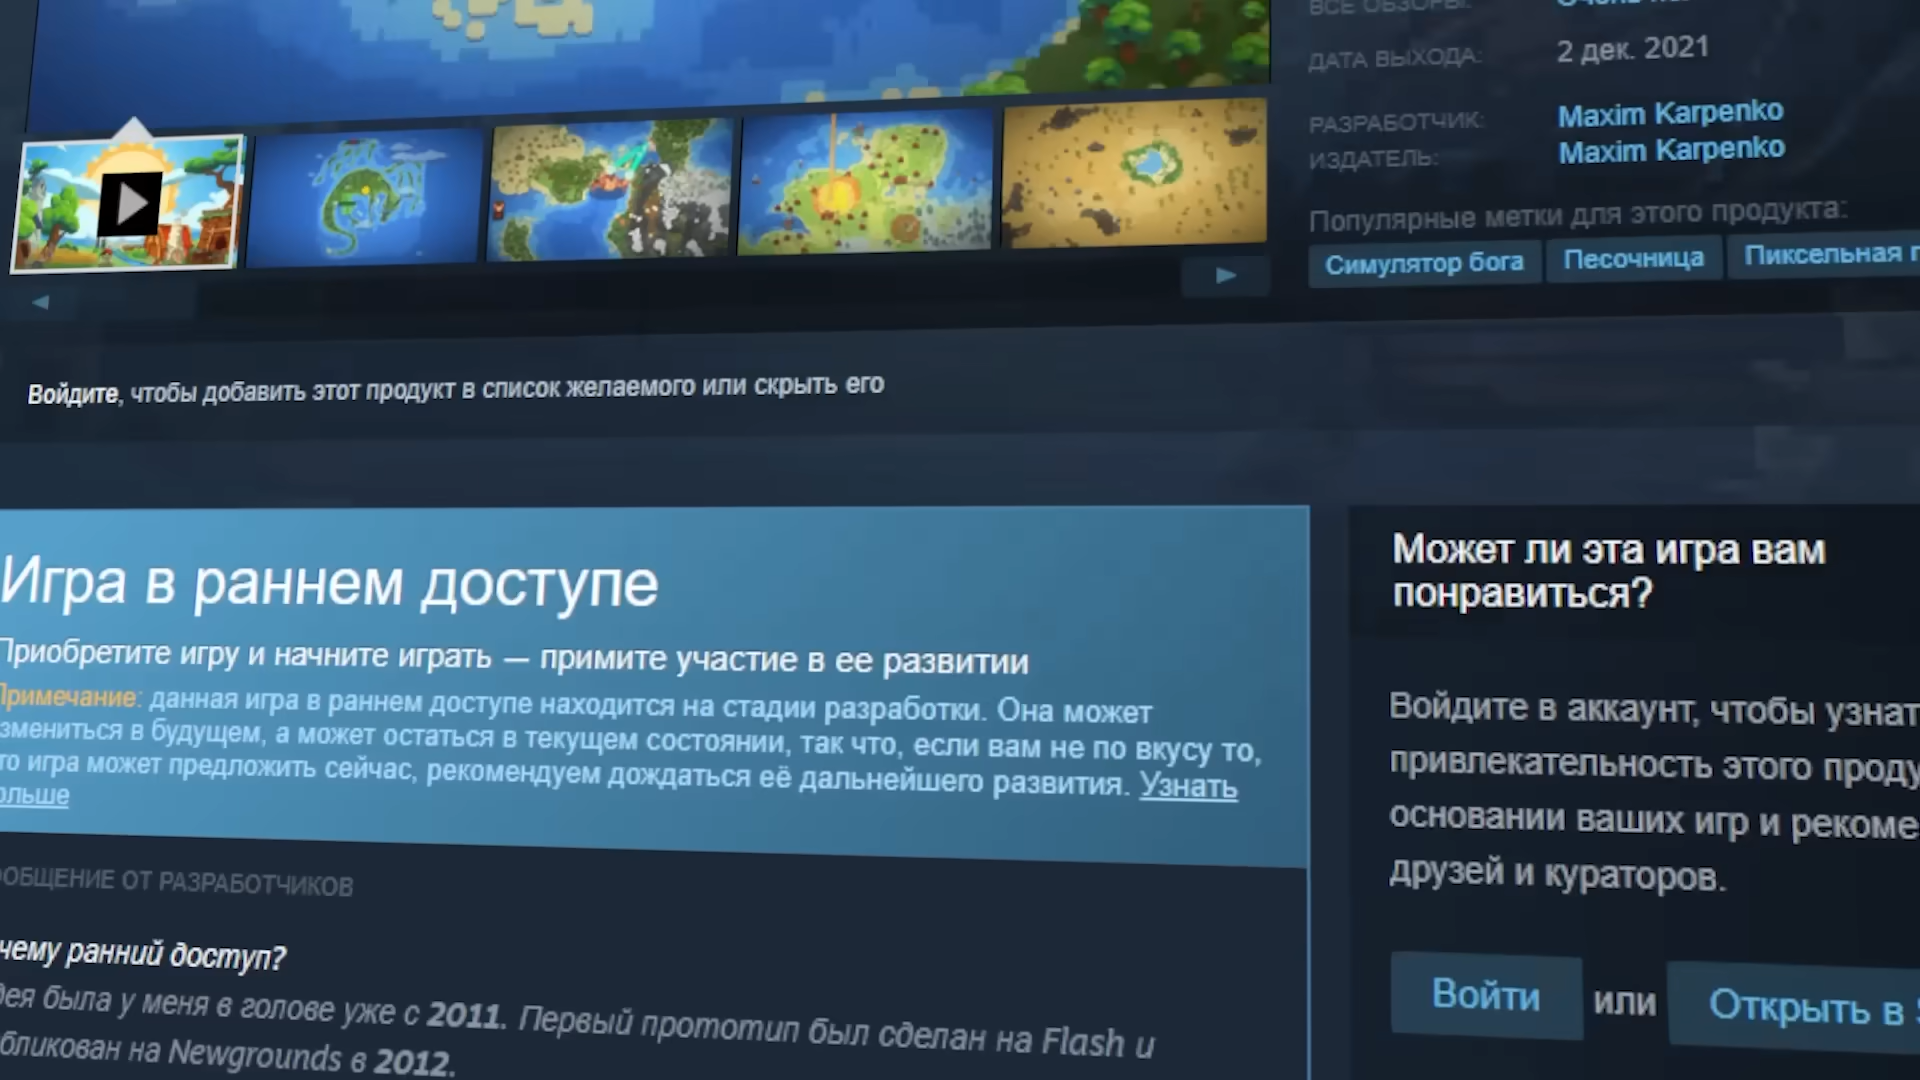 ВСЕ ОБЗОРЫ:
ДАТА ВЫХОДА: 2 дек. 2021
РАЗРАБОТЧИК: Maxim Karpenko
ИЗДАТЕЛЬ: Maxim Karpenko
Популярные метки для этого продукта:
Симулятор бога Песочница Пиксельная
Войдите, чтобы добавить этот продукт в список желаемого или скрыть его
Игра в раннем доступе
Приобретите игру и начните играть — примите участие в ее развитии
Примечание: данная игра в раннем доступе находится на стадии разработки. Она может
змениться в будущем, а может остаться в текущем состоянии, так что, если вам не по вкусу то,
то игра может предложить сейчас, рекомендуем дождаться её дальнейшего развития. Узнать
ольше
ООБЩЕНИЕ ОТ РАЗРАБОТЧИКОВ
чему ранний доступ?
дея была у меня в голове уже с 2011. Первый прототип был сделан на Flash и
бликован на Newgrounds в 2012.
Может ли эта игра вам
понравиться?
Войдите в аккаунт, чтобы узнат
привлекательность этого проду
основании ваших игр и рекоме
друзей и кураторов.
Войти или Открыть в S